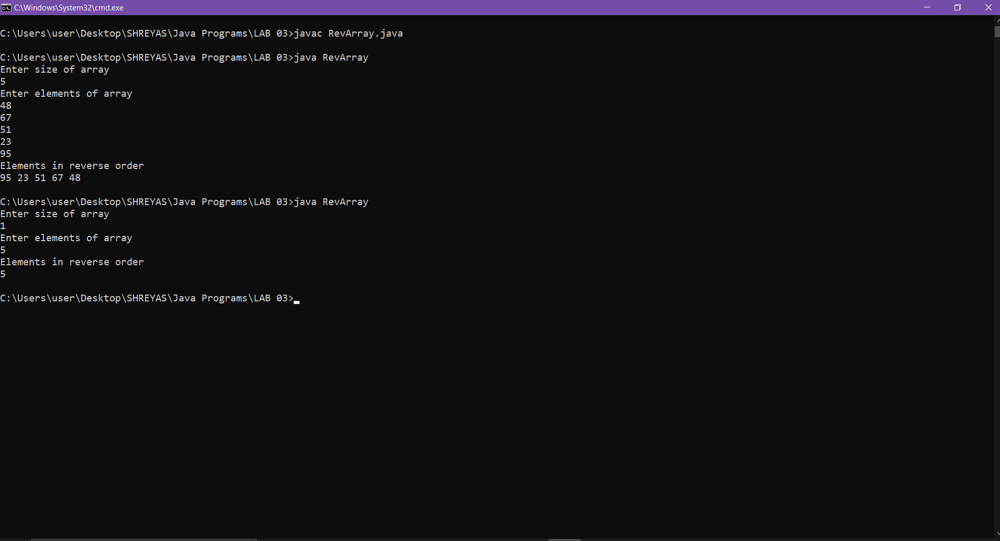 C:\Windows\System32\cmd.exe
C:\Users\user\Desktop\SHREYAS\Java Programs\LAB 03>javac RevArray.java
C:\Users\user\Desktop\SHREYAS\Java Programs\LAB 03>java RevArray
Enter size of array
5
Enter elements of array
48
67
51
23
95
Elements in reverse order
95 23 51 67 48
C:\Users\user\Desktop\SHREYAS\Java Programs\LAB 03>java RevArray
Enter size of array
1
Enter elements of array
5
Elements in reverse order
5
C:\Users\user\Desktop\SHREYAS\Java Programs\LAB 03>